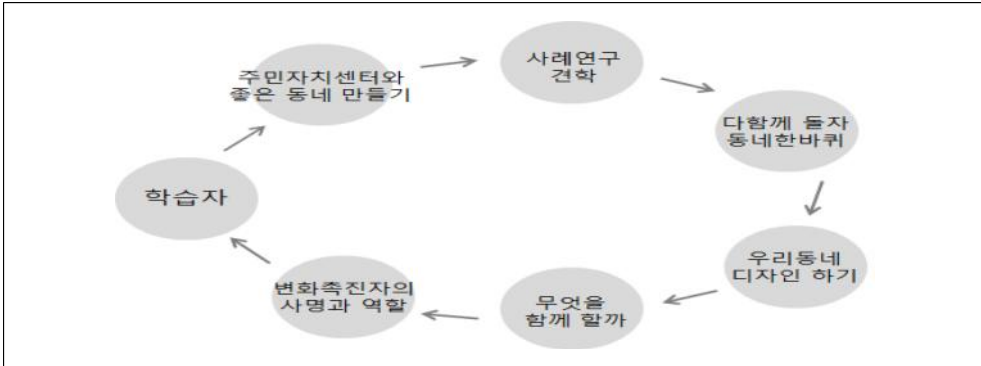 주민자치센터와
좋은 동네 만들기
사례연구
견학
다함께 돌자
동네한바퀴
우리동네
디자인 하기
무엇을
함께 할까
변화촉진자의
사명과 역할
학습자